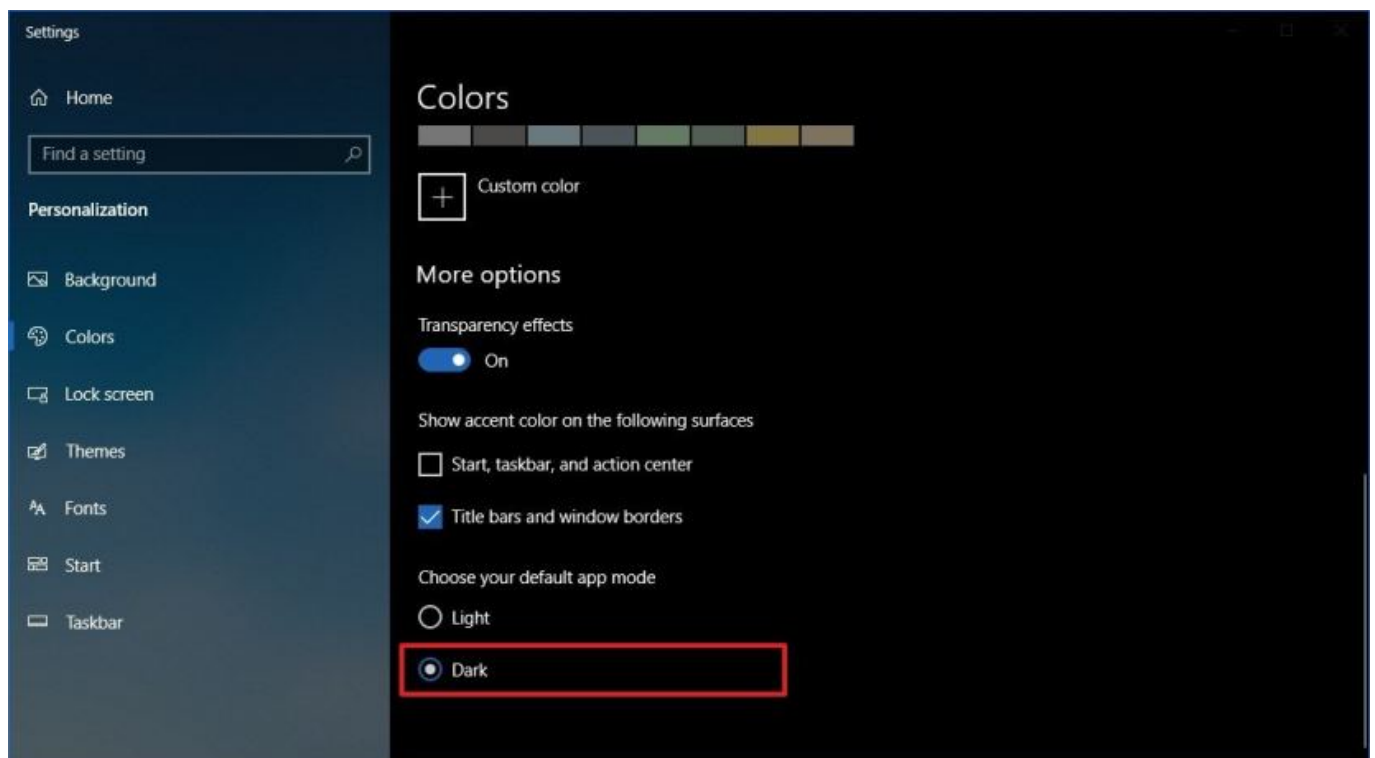 Settings
Home
Find a setting
Personalization
Background
Colors
Lock screen
Themes
Fonts
Start
Taskbar
Colors
Custom color
More options
Transparency effects
On
Show accent color on the following surfaces
Start, taskbar, and action center
Title bars and window borders
Choose your default app mode
Light
Dark